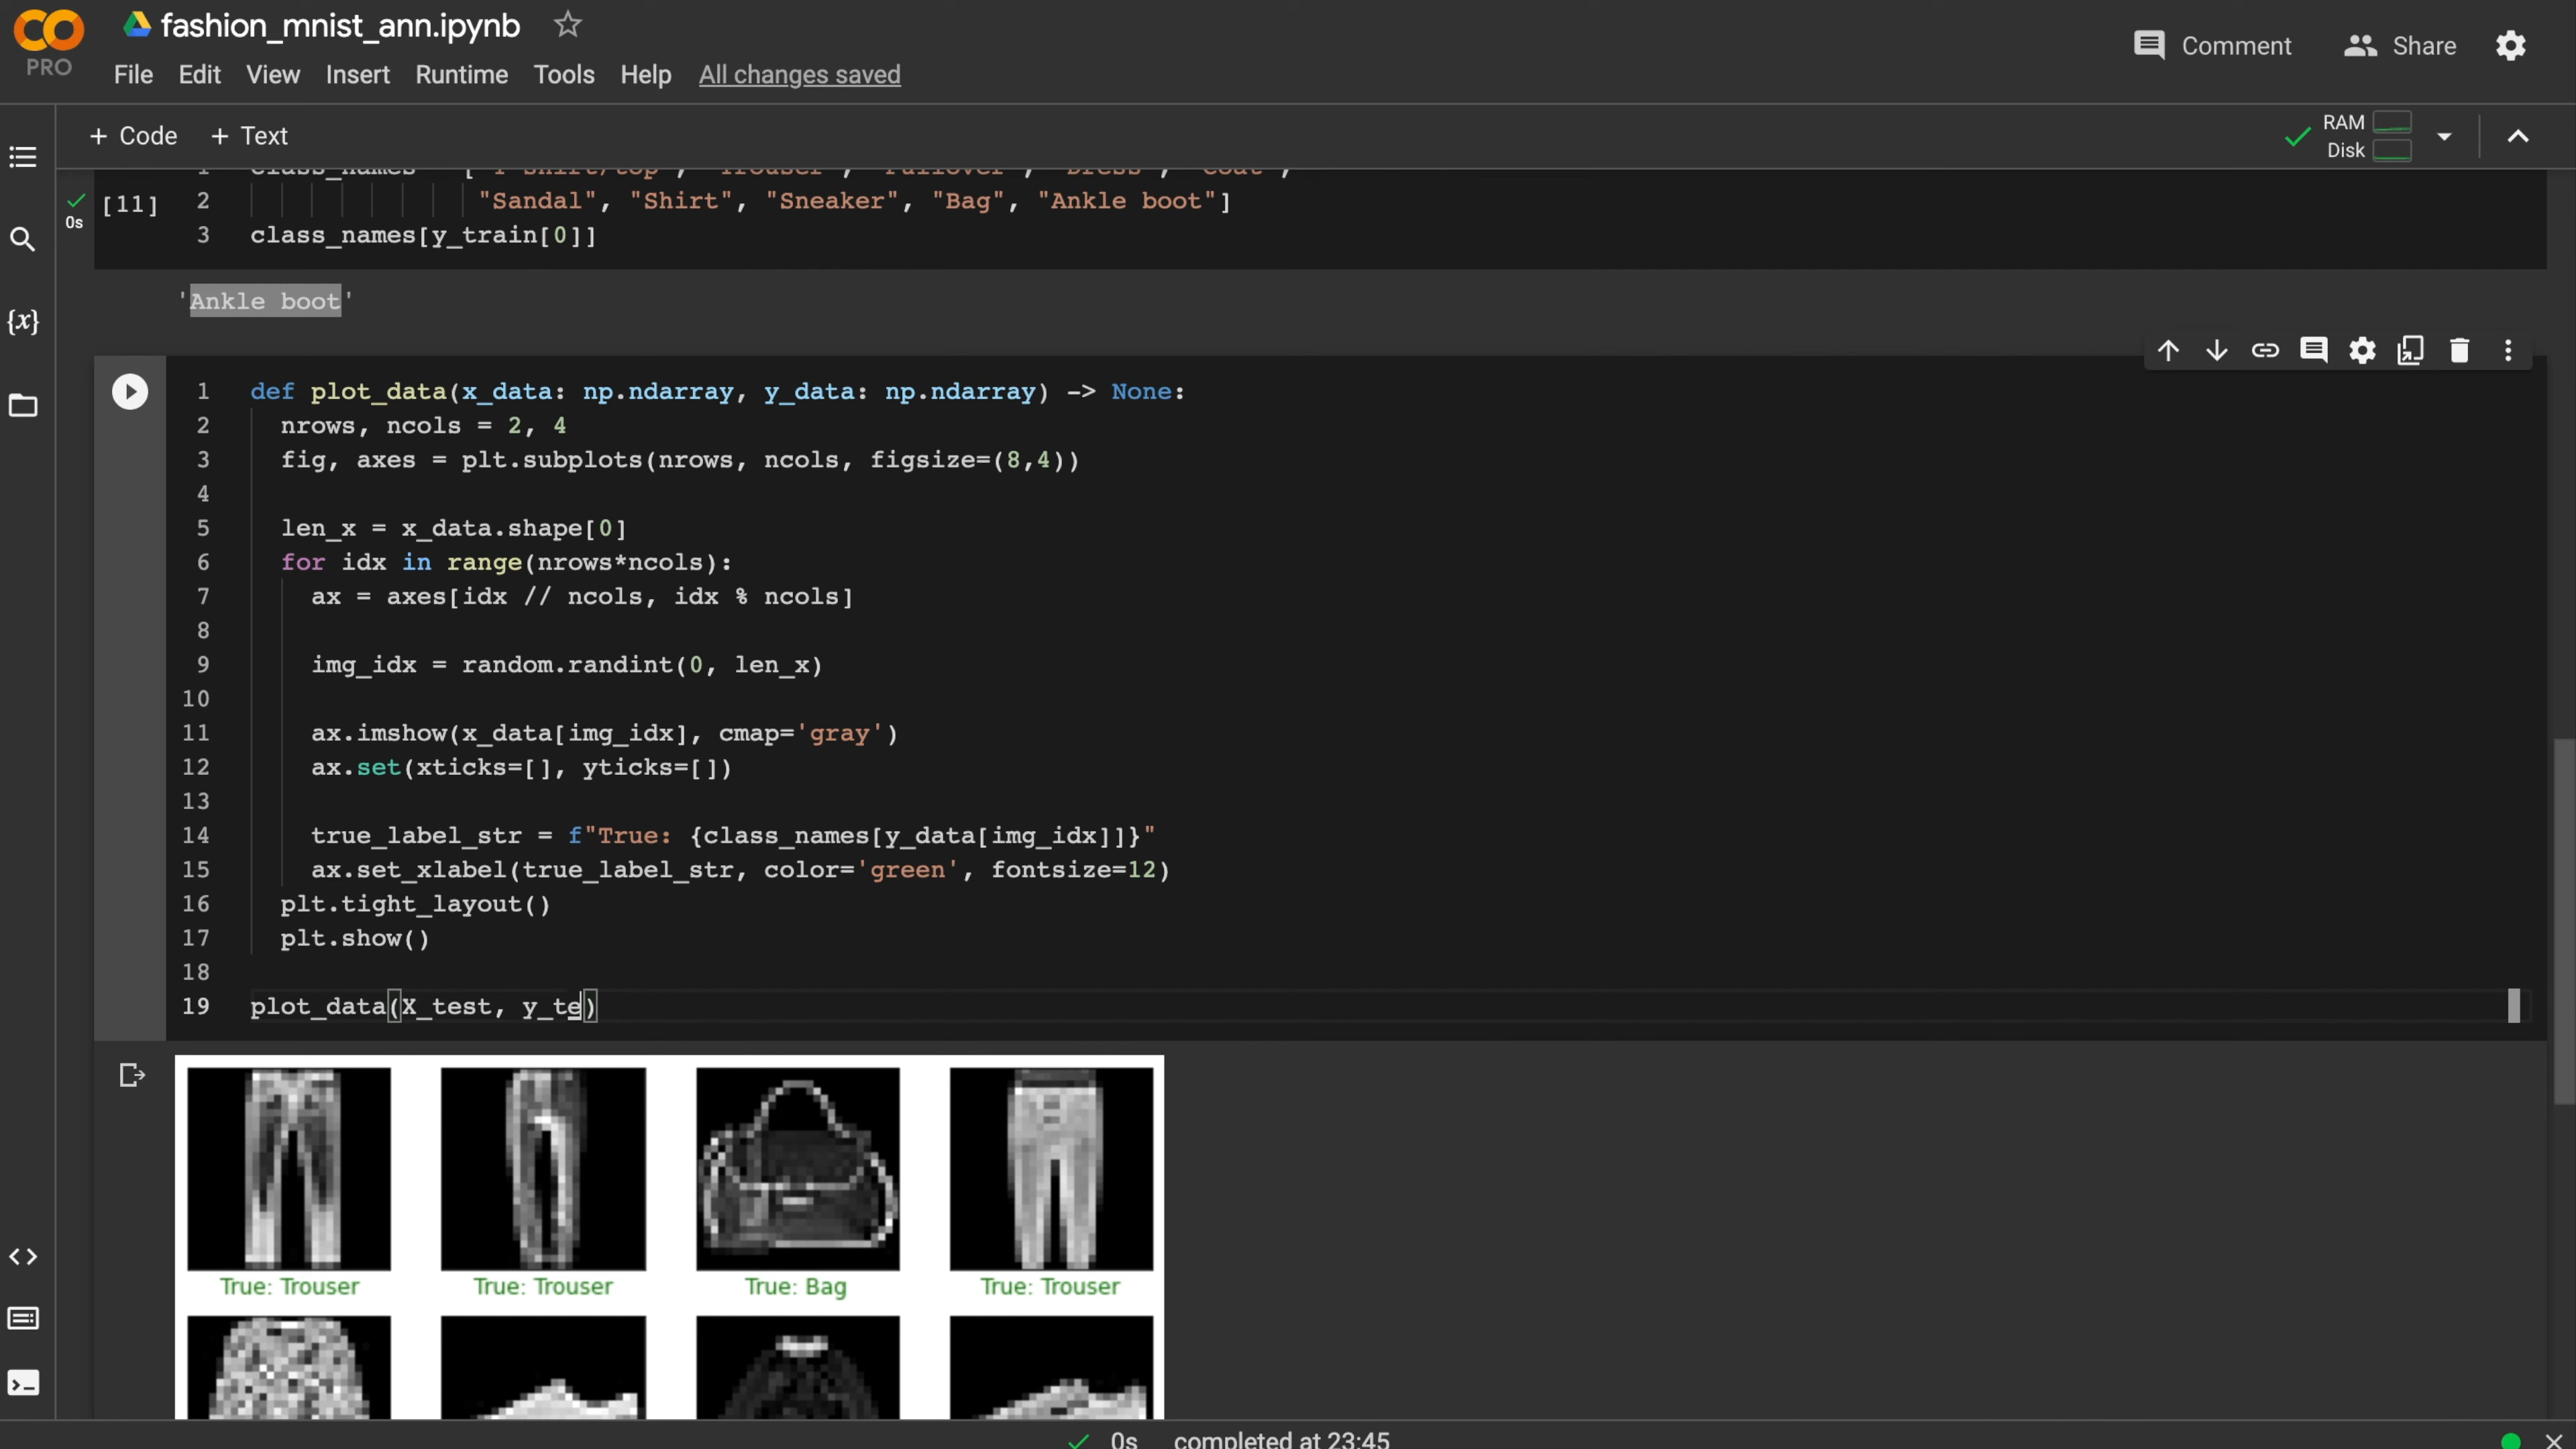 fashion_mnist_ann.ipynb
PRO
File Edit View Insert Runtime Tools Help All changes saved
Comment Share
+ Code + Text
RAM
Disk
1 class_names = ["T-shirt/top", "Trouser", "Pullover", "Dress", "Coat",
[11] 2 "Sandal", "Shirt", "Sneaker", "Bag", "Ankle boot"]
0s
3 class_names[y_train[0]]
'Ankle boot'
{x}
1 def plot_data(x_data: np.ndarray, y_data: np.ndarray) -> None:
2 nrows, ncols = 2, 4
3 fig, axes = plt.subplots(nrows, ncols, figsize=(8,4))
4
5 len_x = x_data.shape[0]
6 for idx in range(nrows*ncols):
7 ax = axes[idx // ncols, idx % ncols]
8
9 img_idx = random.randint(0, len_x)
10
11 ax.imshow(x_data[img_idx], cmap='gray')
12 ax.set(xticks=[], yticks=[])
13
14 true_label_str = f"True: {class_names[y_data[img_idx]]}"
15 ax.set_xlabel(true_label_str, color='green', fontsize=12)
16 plt.tight_layout()
17 plt.show()
18
19 plot_data(X_test, y_te)
True: Trouser True: Trouser True: Bag True: Trouser
0s completed at 23:45